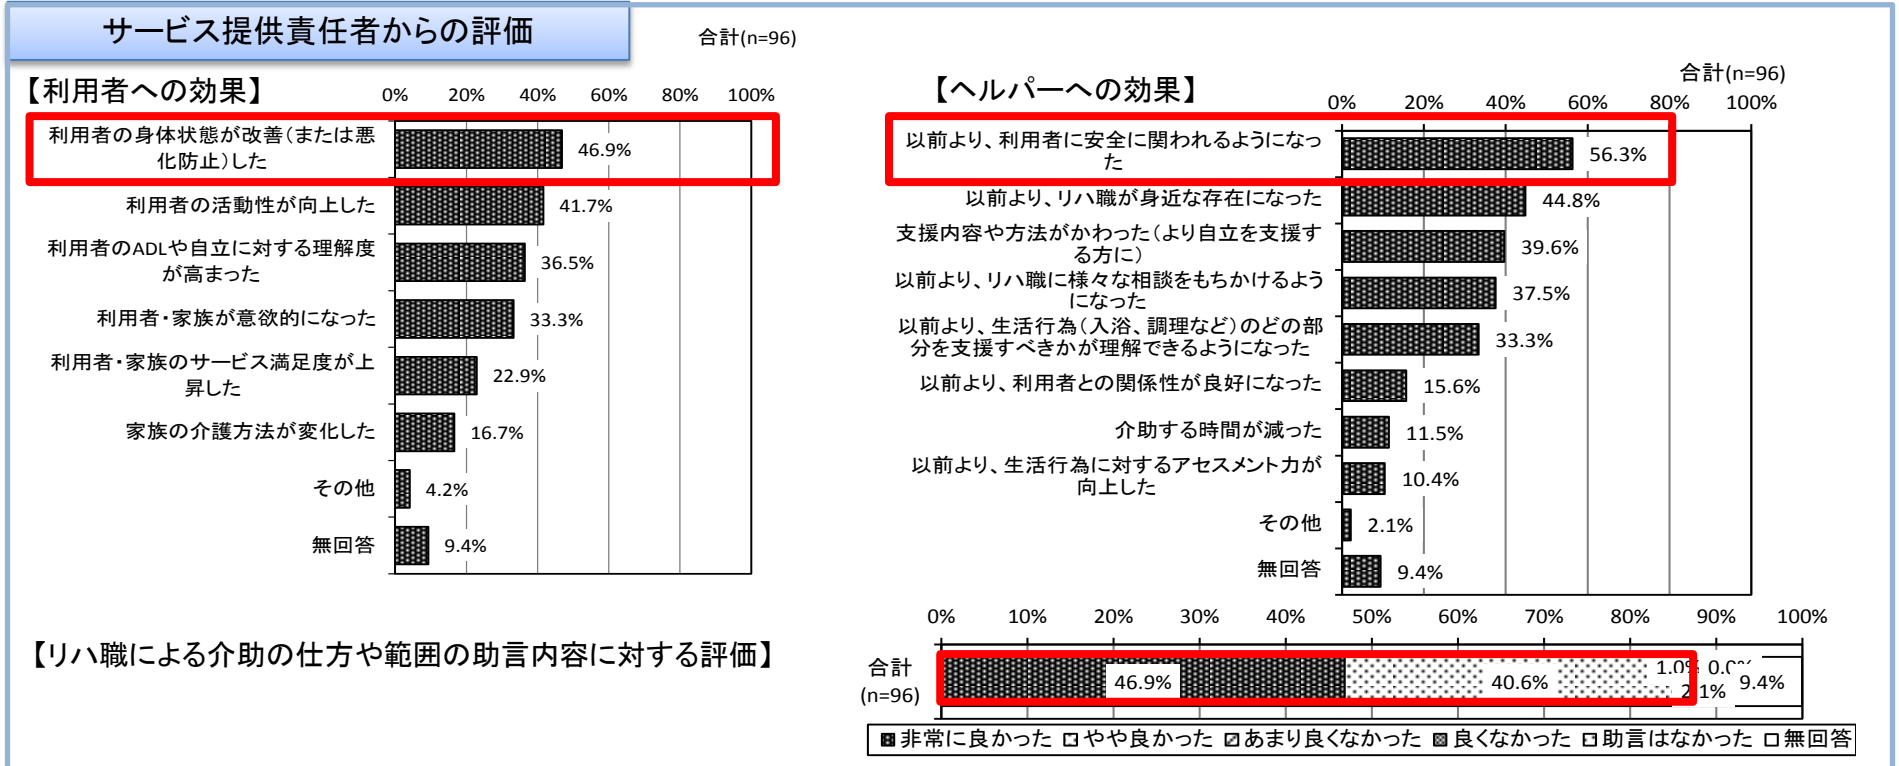 サービス提供責任者からの評価
合計(n=96)
【利用者への効果】
0% 20% 40% 60% 80% 100%
利用者の身体状態が改善(または悪
化防止)した
46.9%
利用者の活動性が向上した
41.7%
利用者のADLや自立に対する理解度
が高まった
36.5%
利用者・家族が意欲的になった
33.3%
利用者・家族のサービス満足度が上
昇した
22.9%
家族の介護方法が変化した
16.7%
その他
4.2%
無回答
9.4%
【ヘルパーへの効果】
合計(n=96)
0% 20% 40% 60% 80% 100%
以前より、利用者に安全に関われるようになっ
た
56.3%
以前より、リハ職が身近な存在になった
44.8%
支援内容や方法がかわった(より自立を支援す
る方に)
39.6%
以前より、リハ職に様々な相談をもちかけるよう
になった
37.5%
以前より、生活行為(入浴、調理など)のどの部
分を支援すべきかが理解できるようになった
33.3%
以前より、利用者との関係性が良好になった
15.6%
介助する時間が減った
11.5%
以前より、生活行為に対するアセスメント力が
向上した
10.4%
その他
2.1%
無回答
9.4%
【リハ職による介助の仕方や範囲の助言内容に対する評価】
0% 10% 20% 30% 40% 50% 60% 70% 80% 90% 100%
合計
(n=96)
46.9% 40.6% 1.0% 0.0% 2.1% 9.4%
非常に良かった やや良かった あまり良くなかった 良くなかった 助言はなかった 無回答